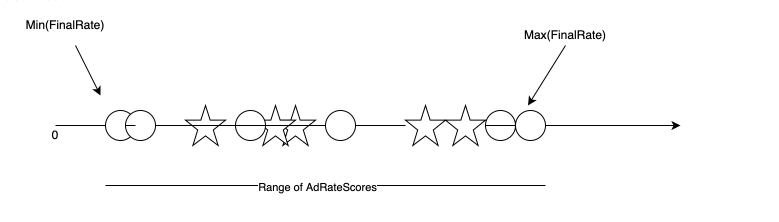 Min(FinalRate)
Max(FinalRate)
0
Range of AdRateScores